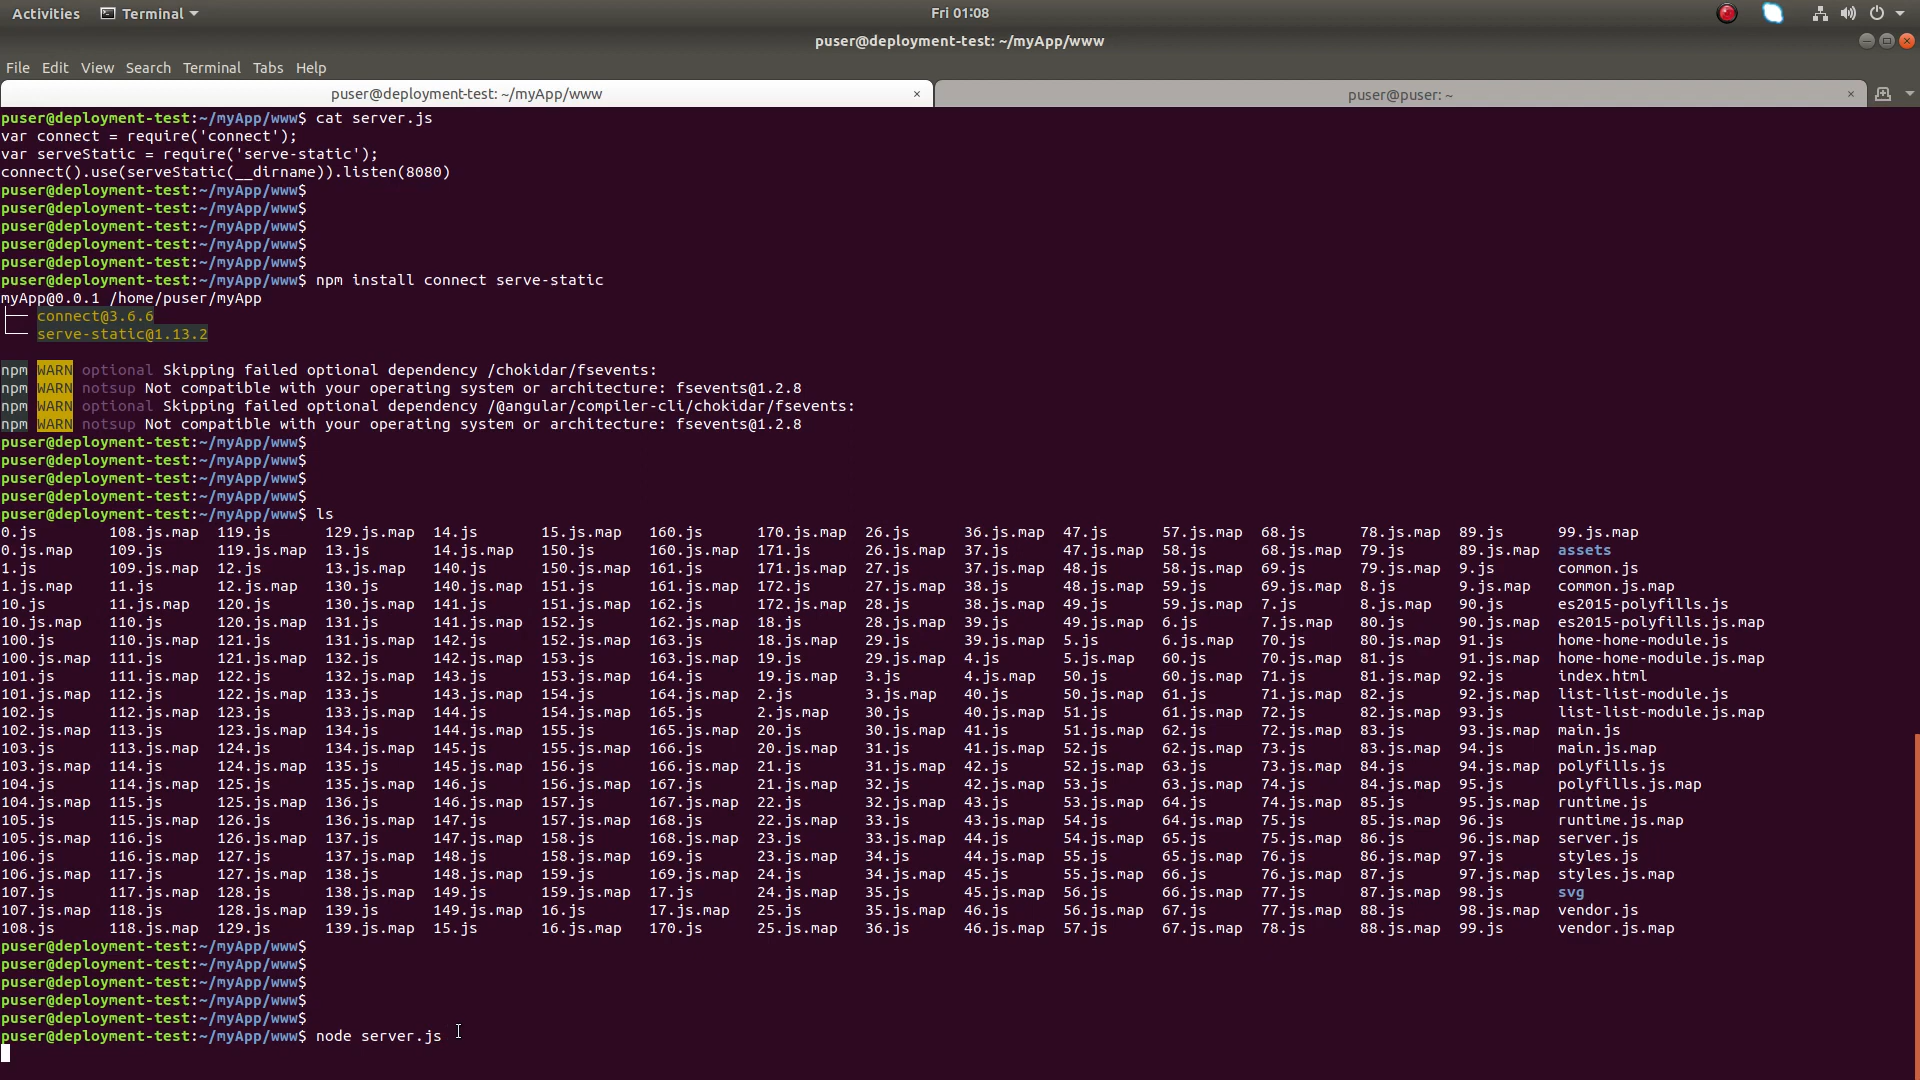 Activities Terminal Fri 01:08
puser@deployment-test: ~/myApp/www
File Edit View Search Terminal Tabs Help
puser@deployment-test: ~/myApp/www × puser@puser: ~ ×
puser@deployment-test:~/myApp/www$ cat server.js
var connect = require('connect');
var serveStatic = require('serve-static');
connect().use(serveStatic(__dirname)).listen(8080)
puser@deployment-test:~/myApp/www$
puser@deployment-test:~/myApp/www$
puser@deployment-test:~/myApp/www$
puser@deployment-test:~/myApp/www$
puser@deployment-test:~/myApp/www$
puser@deployment-test:~/myApp/www$ npm install connect serve-static
myApp@0.0.1 /home/puser/myApp
├── connect@3.6.6
└── serve-static@1.13.2
npm WARN optional Skipping failed optional dependency /chokidar/fsevents:
npm WARN notsup Not compatible with your operating system or architecture: fsevents@1.2.8
npm WARN optional Skipping failed optional dependency /@angular/compiler-cli/chokidar/fsevents:
npm WARN notsup Not compatible with your operating system or architecture: fsevents@1.2.8
puser@deployment-test:~/myApp/www$
puser@deployment-test:~/myApp/www$
puser@deployment-test:~/myApp/www$
puser@deployment-test:~/myApp/www$
puser@deployment-test:~/myApp/www$ ls
0.js 108.js.map 119.js 129.js.map 14.js 15.js.map 160.js 170.js.map 26.js 36.js.map 47.js 57.js.map 68.js 78.js.map 89.js 99.js.map
0.js.map 109.js 119.js.map 13.js 14.js.map 150.js 160.js.map 171.js 26.js.map 37.js 47.js.map 58.js 68.js.map 79.js 89.js.map assets
1.js 109.js.map 12.js 13.js.map 140.js 150.js.map 161.js 171.js.map 27.js 37.js.map 48.js 58.js.map 69.js 79.js.map 9.js common.js
1.js.map 11.js 12.js.map 130.js 140.js.map 151.js 161.js.map 172.js 27.js.map 38.js 48.js.map 59.js 69.js.map 8.js 9.js.map common.js.map
10.js 11.js.map 120.js 130.js.map 141.js 151.js.map 162.js 172.js.map 28.js 38.js.map 49.js 59.js.map 7.js 8.js.map 90.js es2015-polyfills.js
10.js.map 110.js 120.js.map 131.js 141.js.map 152.js 162.js.map 18.js 28.js.map 39.js 49.js.map 6.js 7.js.map 80.js 90.js.map es2015-polyfills.js.map
100.js 110.js.map 121.js 131.js.map 142.js 152.js.map 163.js 18.js.map 29.js 39.js.map 5.js 6.js.map 70.js 80.js.map 91.js home-home-module.js
100.js.map 111.js 121.js.map 132.js 142.js.map 153.js 163.js.map 19.js 29.js.map 4.js 5.js.map 60.js 70.js.map 81.js 91.js.map home-home-module.js.map
101.js 111.js.map 122.js 132.js.map 143.js 153.js.map 164.js 19.js.map 3.js 4.js.map 50.js 60.js.map 71.js 81.js.map 92.js index.html
101.js.map 112.js 122.js.map 133.js 143.js.map 154.js 164.js.map 2.js 3.js.map 40.js 50.js.map 61.js 71.js.map 82.js 92.js.map list-list-module.js
102.js 112.js.map 123.js 133.js.map 144.js 154.js.map 165.js 2.js.map 30.js 40.js.map 51.js 61.js.map 72.js 82.js.map 93.js list-list-module.js.map
102.js.map 113.js 123.js.map 134.js 144.js.map 155.js 165.js.map 20.js 30.js.map 41.js 51.js.map 62.js 72.js.map 83.js 93.js.map main.js
103.js 113.js.map 124.js 134.js.map 145.js 155.js.map 166.js 20.js.map 31.js 41.js.map 52.js 62.js.map 73.js 83.js.map 94.js main.js.map
103.js.map 114.js 124.js.map 135.js 145.js.map 156.js 166.js.map 21.js 31.js.map 42.js 52.js.map 63.js 73.js.map 84.js 94.js.map polyfills.js
104.js 114.js.map 125.js 135.js.map 146.js 156.js.map 167.js 21.js.map 32.js 42.js.map 53.js 63.js.map 74.js 84.js.map 95.js polyfills.js.map
104.js.map 115.js 125.js.map 136.js 146.js.map 157.js 167.js.map 22.js 32.js.map 43.js 53.js.map 64.js 74.js.map 85.js 95.js.map runtime.js
105.js 115.js.map 126.js 136.js.map 147.js 157.js.map 168.js 22.js.map 33.js 43.js.map 54.js 64.js.map 75.js 85.js.map 96.js runtime.js.map
105.js.map 116.js 126.js.map 137.js 147.js.map 158.js 168.js.map 23.js 33.js.map 44.js 54.js.map 65.js 75.js.map 86.js 96.js.map server.js
106.js 116.js.map 127.js 137.js.map 148.js 158.js.map 169.js 23.js.map 34.js 44.js.map 55.js 65.js.map 76.js 86.js.map 97.js styles.js
106.js.map 117.js 127.js.map 138.js 148.js.map 159.js 169.js.map 24.js 34.js.map 45.js 55.js.map 66.js 76.js.map 87.js 97.js.map styles.js.map
107.js 117.js.map 128.js 138.js.map 149.js 159.js.map 17.js 24.js.map 35.js 45.js.map 56.js 66.js.map 77.js 87.js.map 98.js svg
107.js.map 118.js 128.js.map 139.js 149.js.map 16.js 17.js.map 25.js 35.js.map 46.js 56.js.map 67.js 77.js.map 88.js 98.js.map vendor.js
108.js 118.js.map 129.js 139.js.map 15.js 16.js.map 170.js 25.js.map 36.js 46.js.map 57.js 67.js.map 78.js 88.js.map 99.js vendor.js.map
puser@deployment-test:~/myApp/www$
puser@deployment-test:~/myApp/www$
puser@deployment-test:~/myApp/www$
puser@deployment-test:~/myApp/www$
puser@deployment-test:~/myApp/www$
puser@deployment-test:~/myApp/www$ node server.js